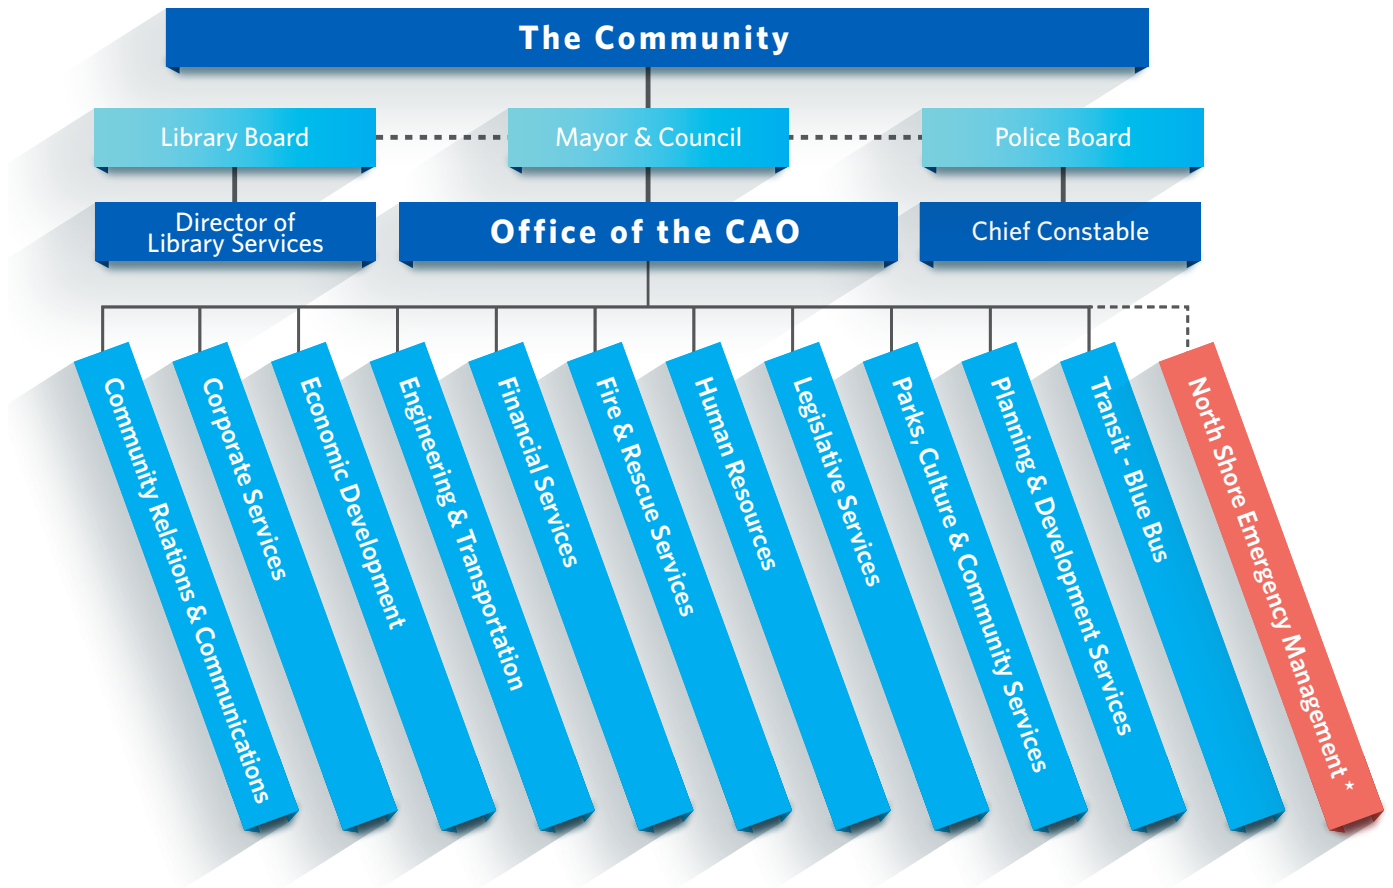 The Community
Library Board
Mayor & Council
Police Board
Director of
Library Services
Office of the CAO
Chief Constable
Community Relations & Communications
Corporate Services
Economic Development
Engineering & Transportation
Financial Services
Fire & Rescue Services
Human Resources
Legislative Services
Parks, Culture & Community Services
Planning & Development Services
Transit - Blue Bus
North Shore Emergency Management *